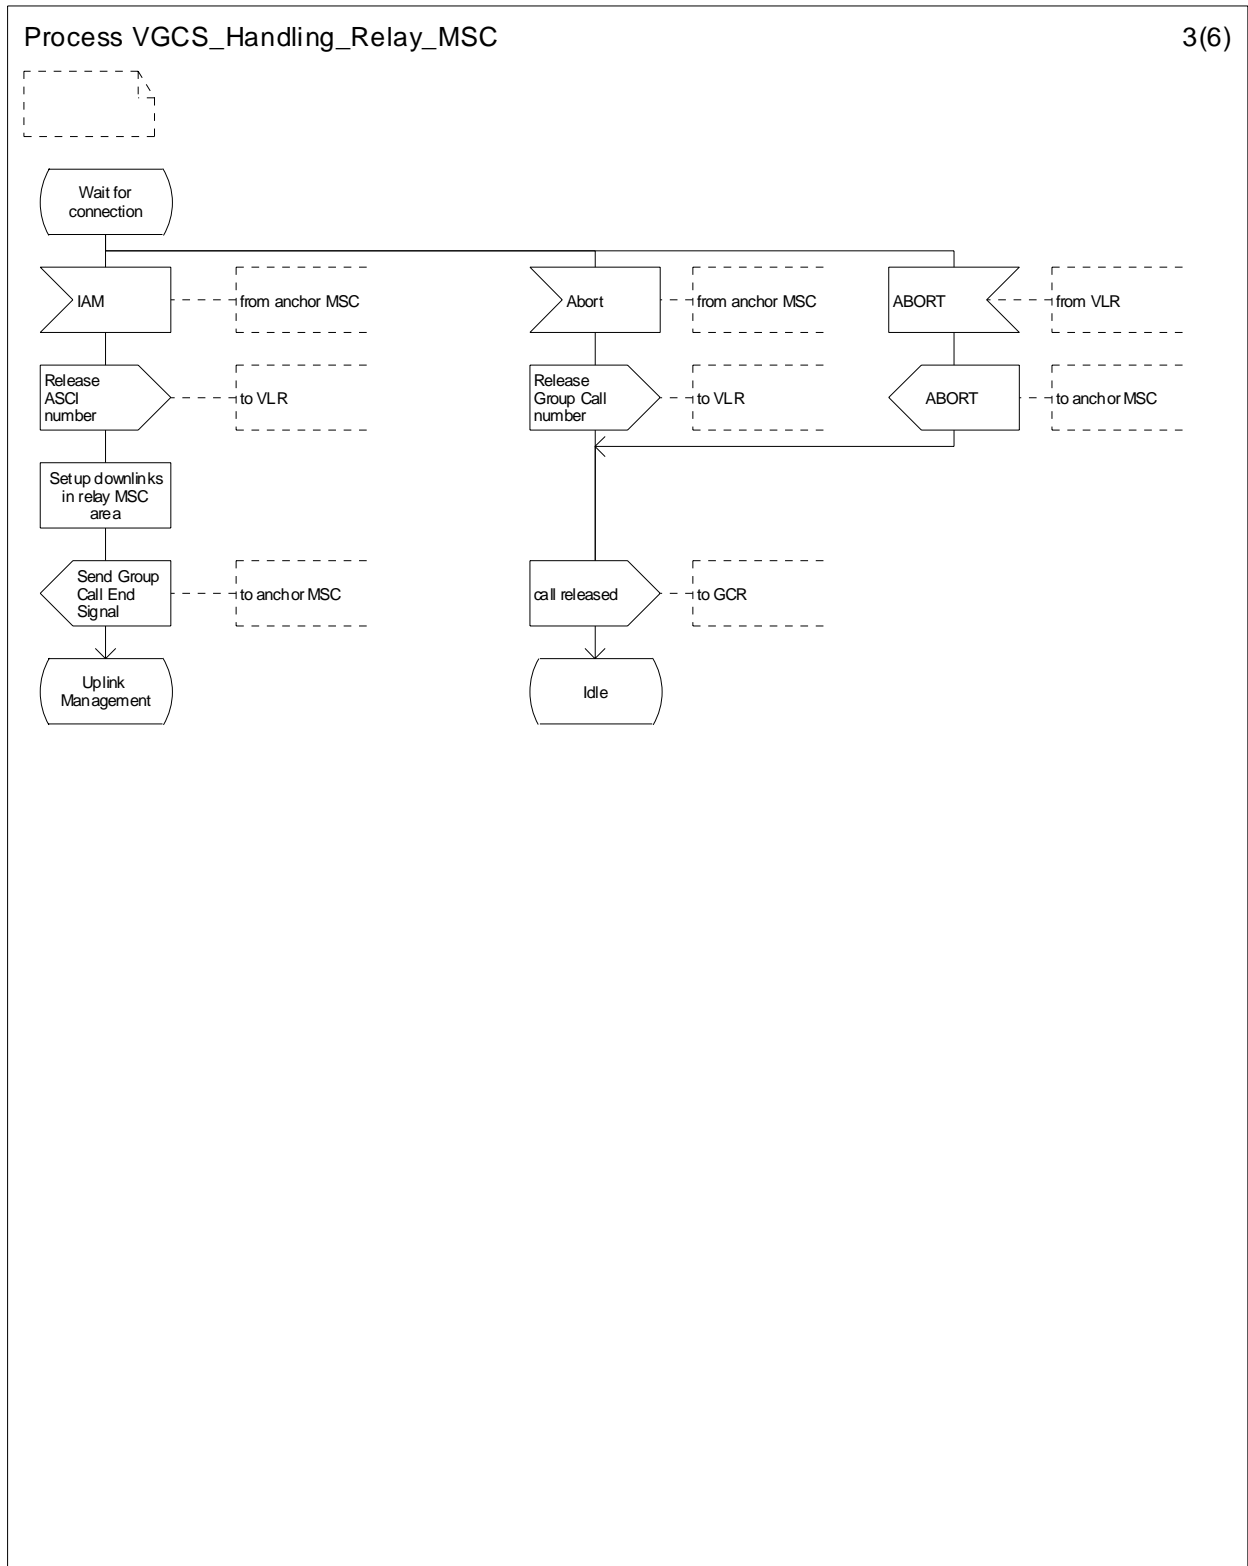 Process VGCS_Handling_Relay_MSC
3(6)
Wait for
connection
IAM
from anchor MSC
Abort
from anchor MSC
ABORT
from VLR
Release
ASCI
number
to VLR
Release
Group Call
number
to VLR
ABORT
to anchor MSC
Setup downlinks
in relay MSC
area
Send Group
Call End
Signal
to anchor MSC
call released
to GCR
Uplink
Management
Idle